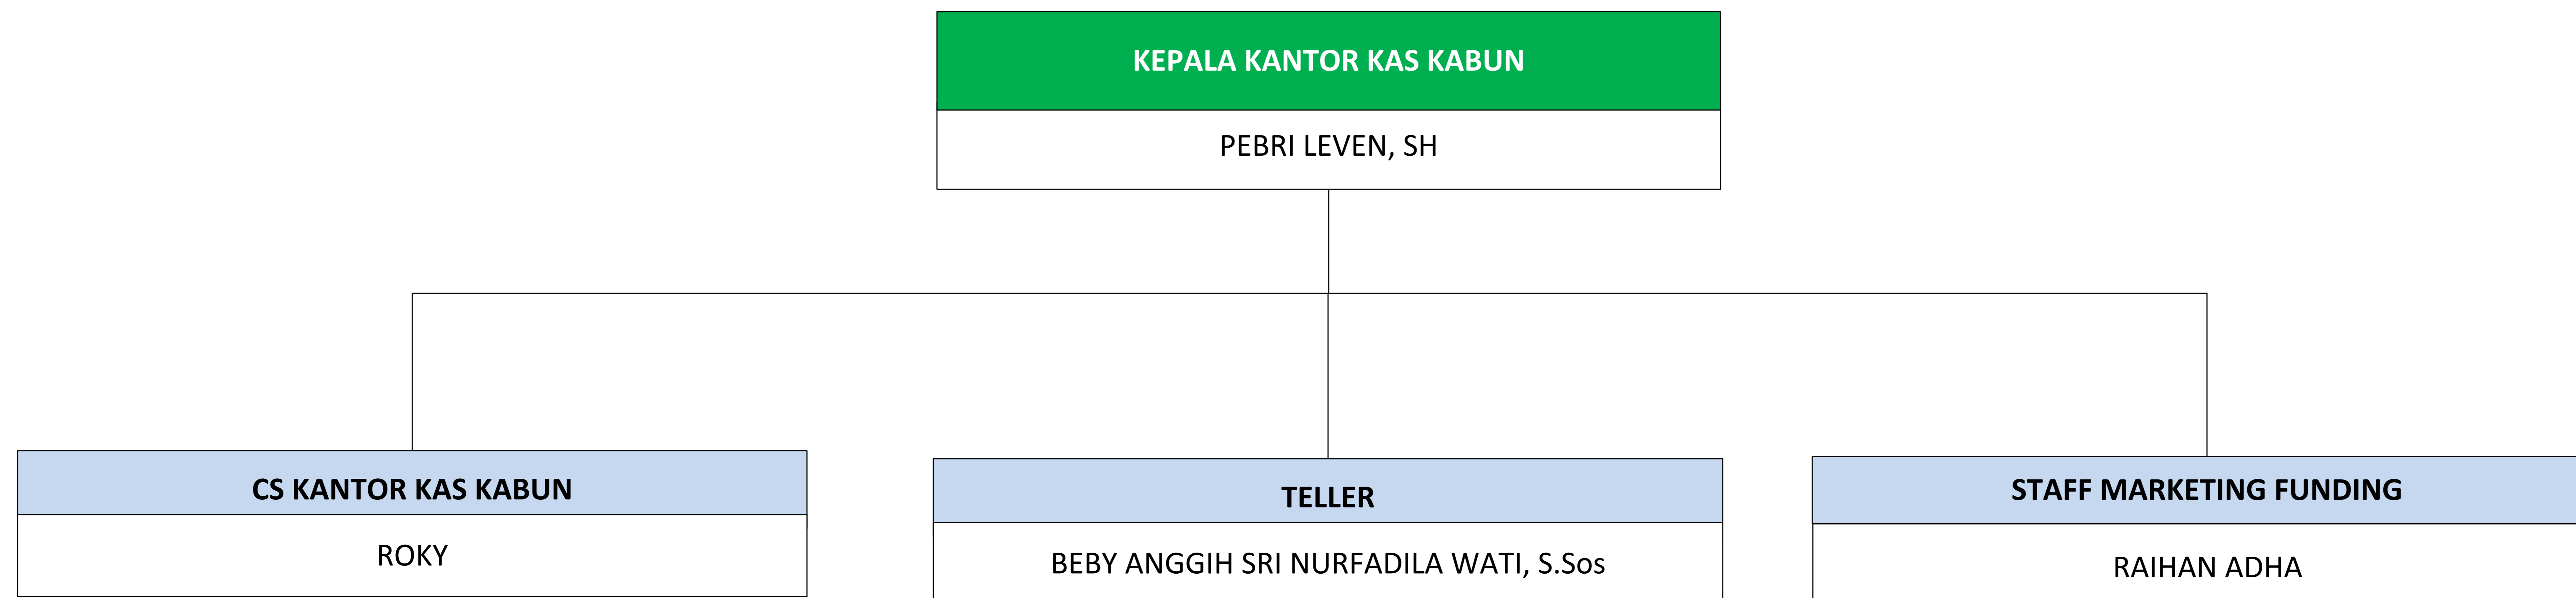 KEPALA KANTOR KAS KABUN
PEBRI LEVEN, SH
CS KANTOR KAS KABUN
ROKY
TELLER
BEBY ANGGIH SRI NURFADILA WATI, S.Sos
STAFF MARKETING FUNDING
RAIHAN ADHA